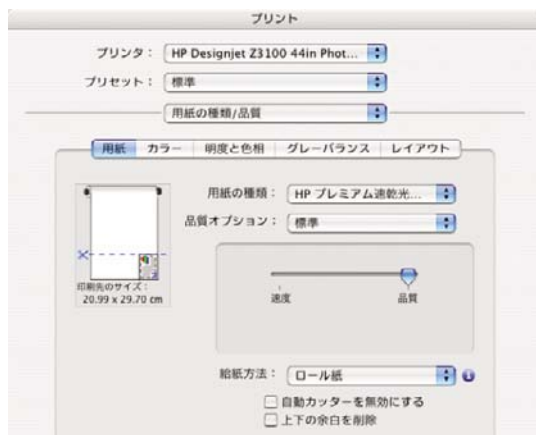 プリント
プリンタ： HP Designjet Z3100 44in Phot...
プリセット： 標準
用紙の種類/品質
用紙 カラー 明度と色相 グレーバランス レイアウト
用紙の種類： HP プレミアム速乾光...
品質オプション： 標準
速度 品質
印刷先のサイズ：
20.99 x 29.70 cm
給紙方法： ロール紙
自動カッターを無効にする
上下の余白を削除